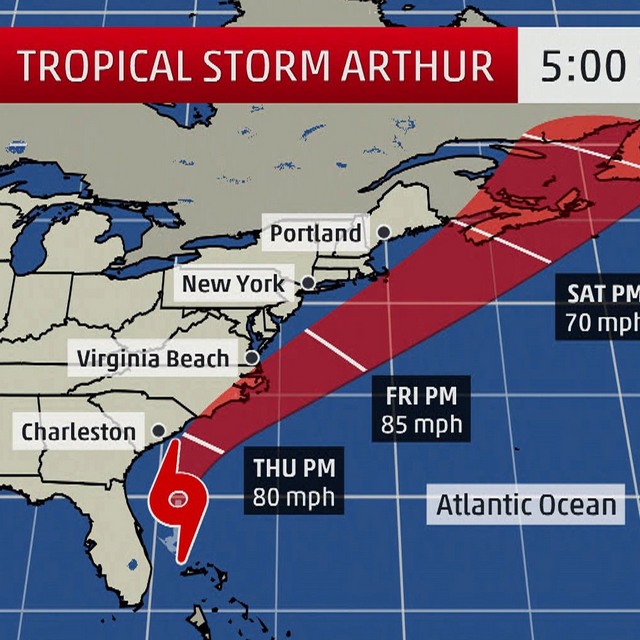 TROPICAL STORM ARTHUR
5:00
Portland
New York
Virginia Beach
Charleston
SAT PM
70 mph
FRI PM
85 mph
THU PM
80 mph
Atlantic Ocean